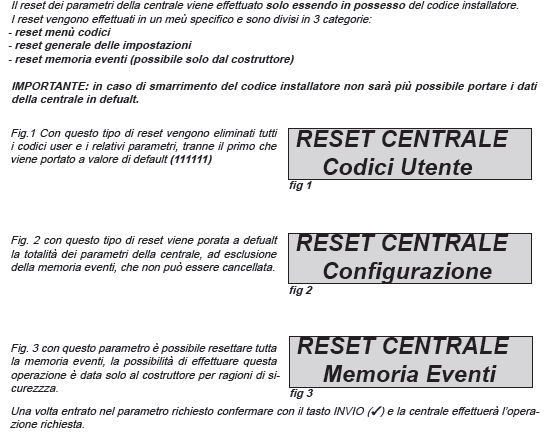 Il reset dei parametri della centrale viene effettuato solo essendo in possesso del codice installatore.
I reset vengono effettuati in un meù specifico e sono divisi in 3 categorie:
- reset menù codici
- reset generale delle impostazioni
- reset memoria eventi (possibile solo dal costruttore)
IMPORTANTE: in caso di smarrimento del codice installatore non sarà più possibile portare i dati
della centrale in defualt.
Fig.1 Con questo tipo di reset vengono eliminati tutti
i codici user e i relativi parametri, tranne il primo che
viene portato a valore di default (111111)
RESET CENTRALE
Codici Utente
fig 1
Fig. 2 con questo tipo di reset viene porata a defualt
la totalità dei parametri della centrale, ad esclusione
della memoria eventi, che non può essere cancellata.
RESET CENTRALE
Configurazione
fig 2
Fig. 3 con questo parametro è possibile resettare tutta
la memoria eventi, la possibilità di effettuare questa
operazione è data solo al costruttore per ragioni di si-
curezzza.
RESET CENTRALE
Memoria Eventi
fig 3
Una volta entrato nel parametro richiesto confermare con il tasto INVIO (✓) e la centrale effettuerà l'opera-
zione richiesta.